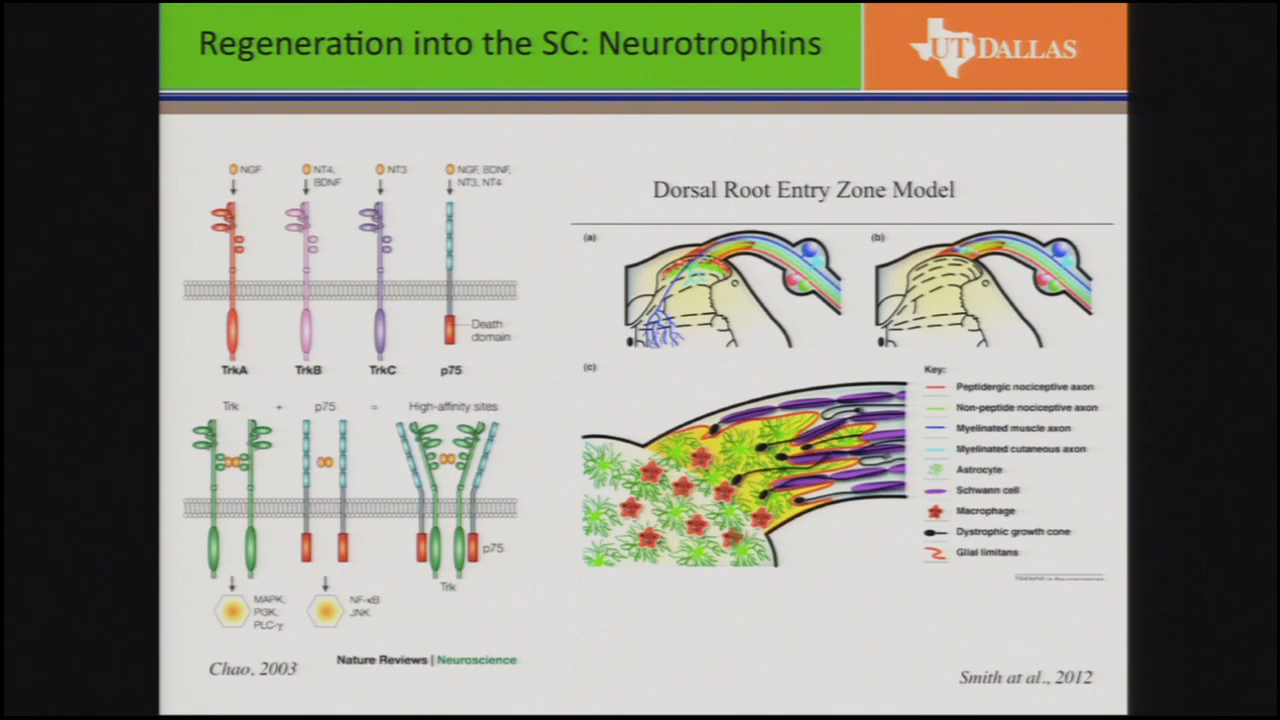 Regeneration into the SC: Neurotrophins
UT DALLAS
NGF
NT4,
BDNF
NT3
NGF, BDNF,
NT3, NT4
Death
domain
TrkA
TrkB
TrkC
p75
Trk
+
p75
=
High-affinity sites
p75
Trk
MAPK,
PI3K,
PLC-γ
NF-κB
JNK
Chao, 2003
Nature Reviews | Neuroscience
Dorsal Root Entry Zone Model
(a)
(b)
(c)
Key:
Peptidergic nociceptive axon
Non-peptide nociceptive axon
Myelinated muscle axon
Myelinated cutaneous axon
Astrocyte
Schwann cell
Macrophage
Dystrophic growth cone
Glial limitans
Smith at al., 2012